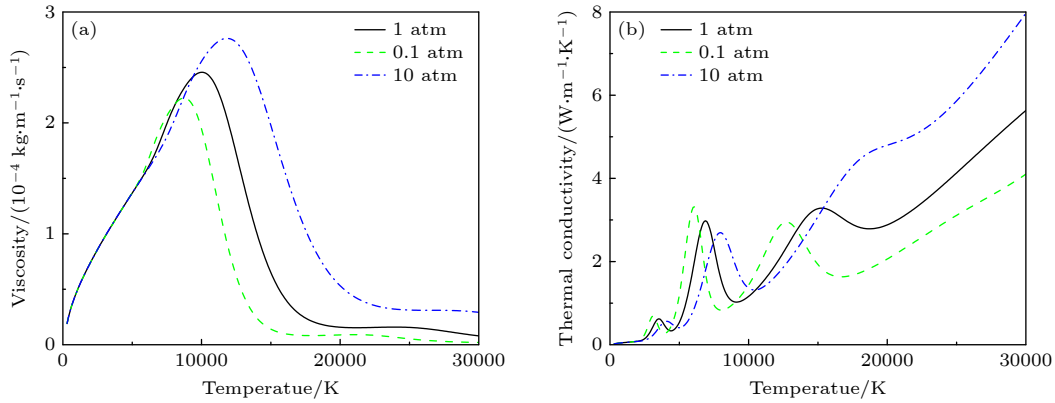 (a)
1 atm
0.1 atm
10 atm
Viscosity/(10⁻⁴ kg·m⁻¹·s⁻¹)
3
2
1
0
0 10000 20000 30000
Temperatue/K
(b)
1 atm
0.1 atm
10 atm
Thermal conductivity/(W·m⁻¹·K⁻¹)
8
6
4
2
0
0 10000 20000 30000
Temperatue/K